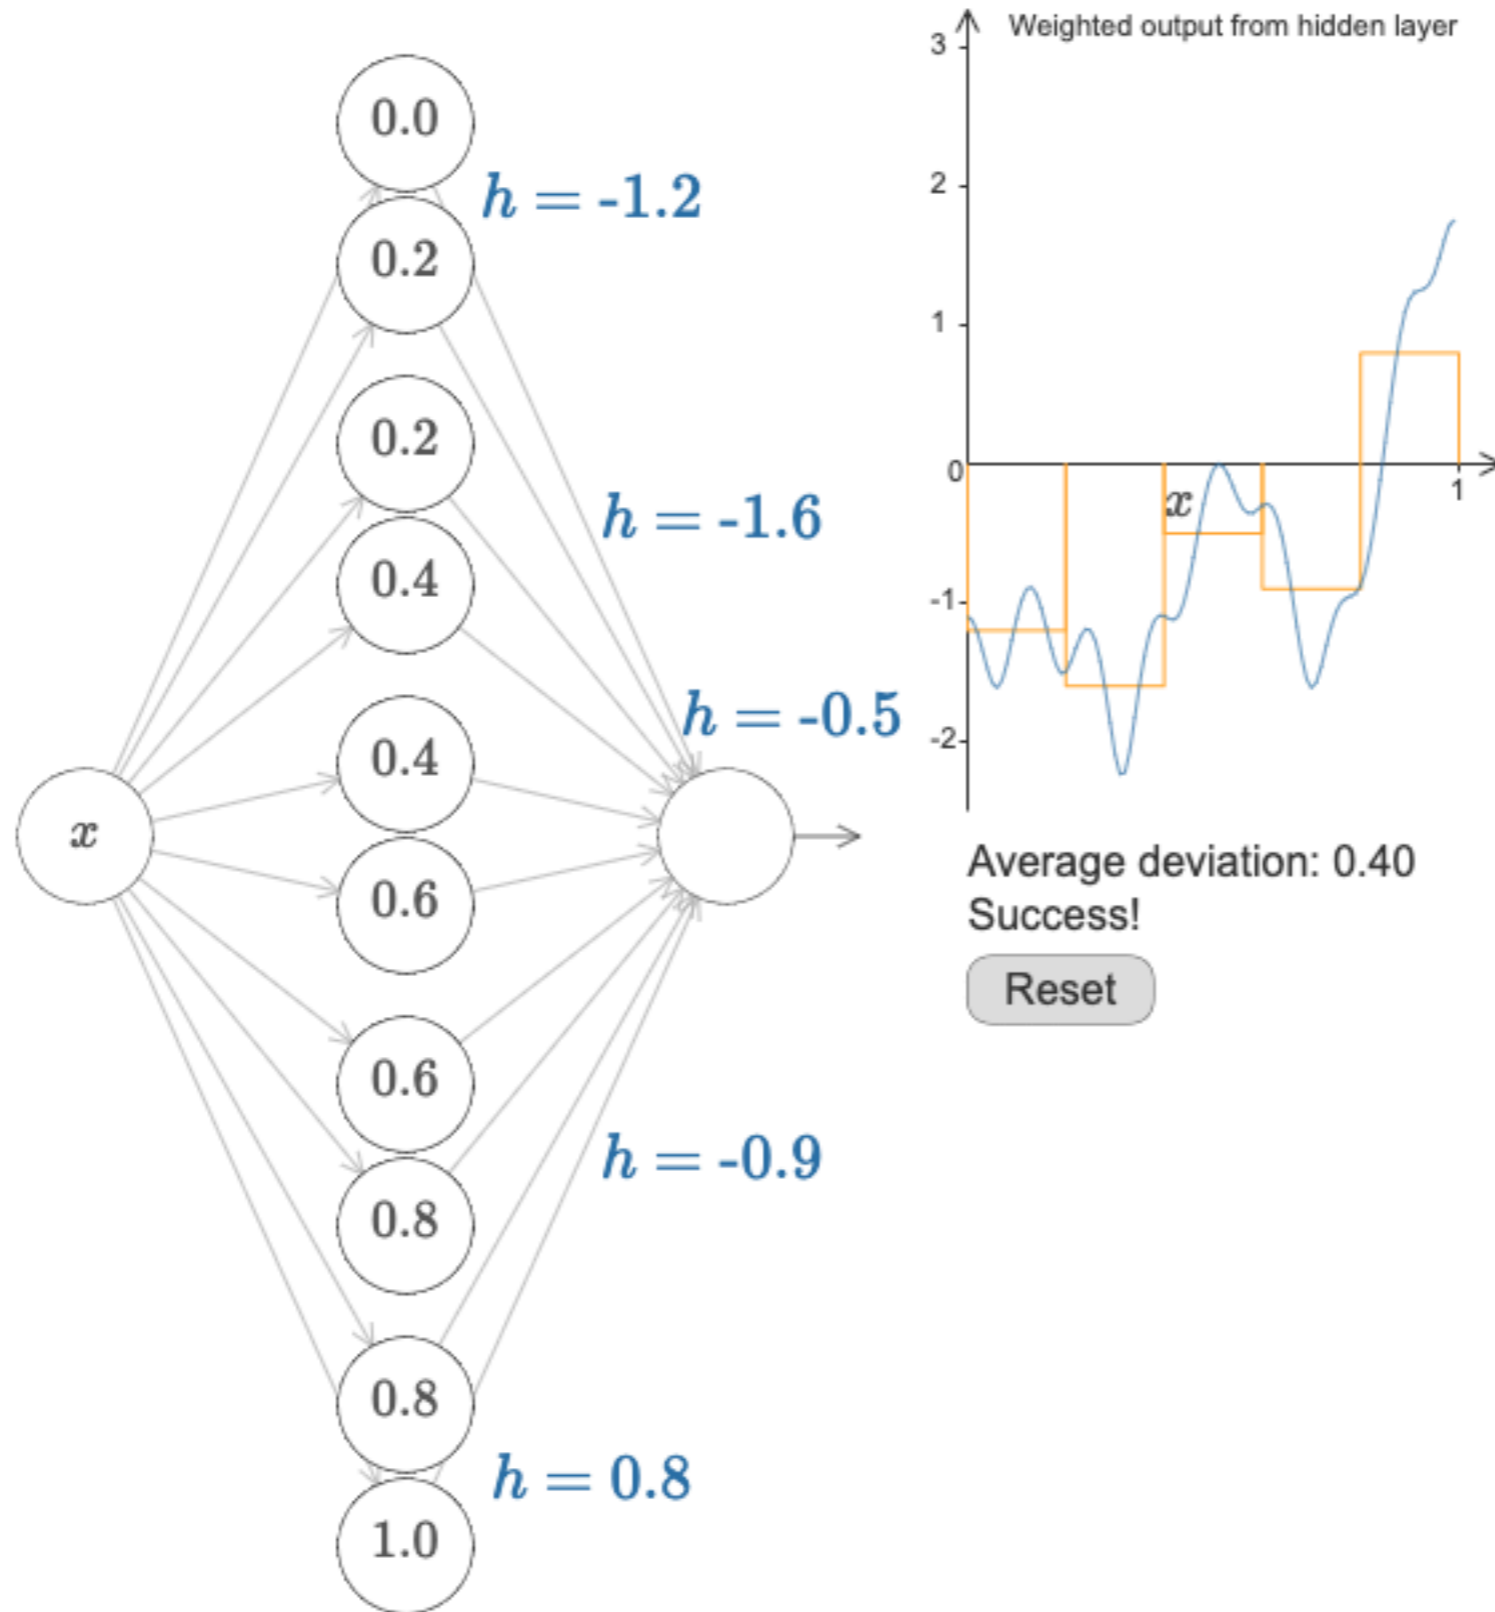 0.0
h = -1.2
0.2
0.2
h = -1.6
0.4
h = -0.5
0.4
x
0.6
0.6
h = -0.9
0.8
0.8
h = 0.8
1.0
Weighted output from hidden layer
3
2
1
0
x
1
-1
-2
Average deviation: 0.40
Success!
Reset